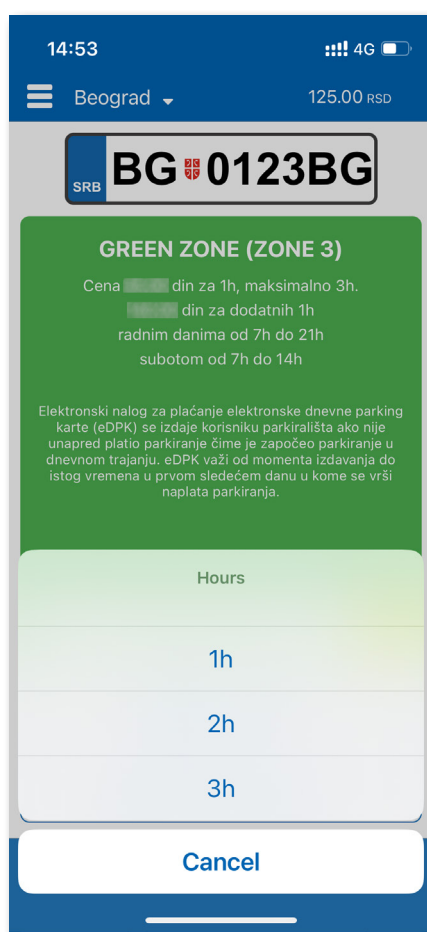 14:53 4G
Beograd 125.00 RSD
SRB BG 0123BG
GREEN ZONE (ZONE 3)
Cena din za 1h, maksimalno 3h.
din za dodatnih 1h
radnim danima od 7h do 21h
subotom od 7h do 14h
Elektronski nalog za plaćanje elektronske dnevne parking
karte (eDPK) se izdaje korisniku parkirališta ako nije
unapred platio parkiranje čime je započeo parkiranje u
dnevnom trajanju. eDPK važi od momenta izdavanja do
istog vremena u prvom sledećem danu u kome se vrši
naplata parkiranja.
Hours
1h
2h
3h
Cancel